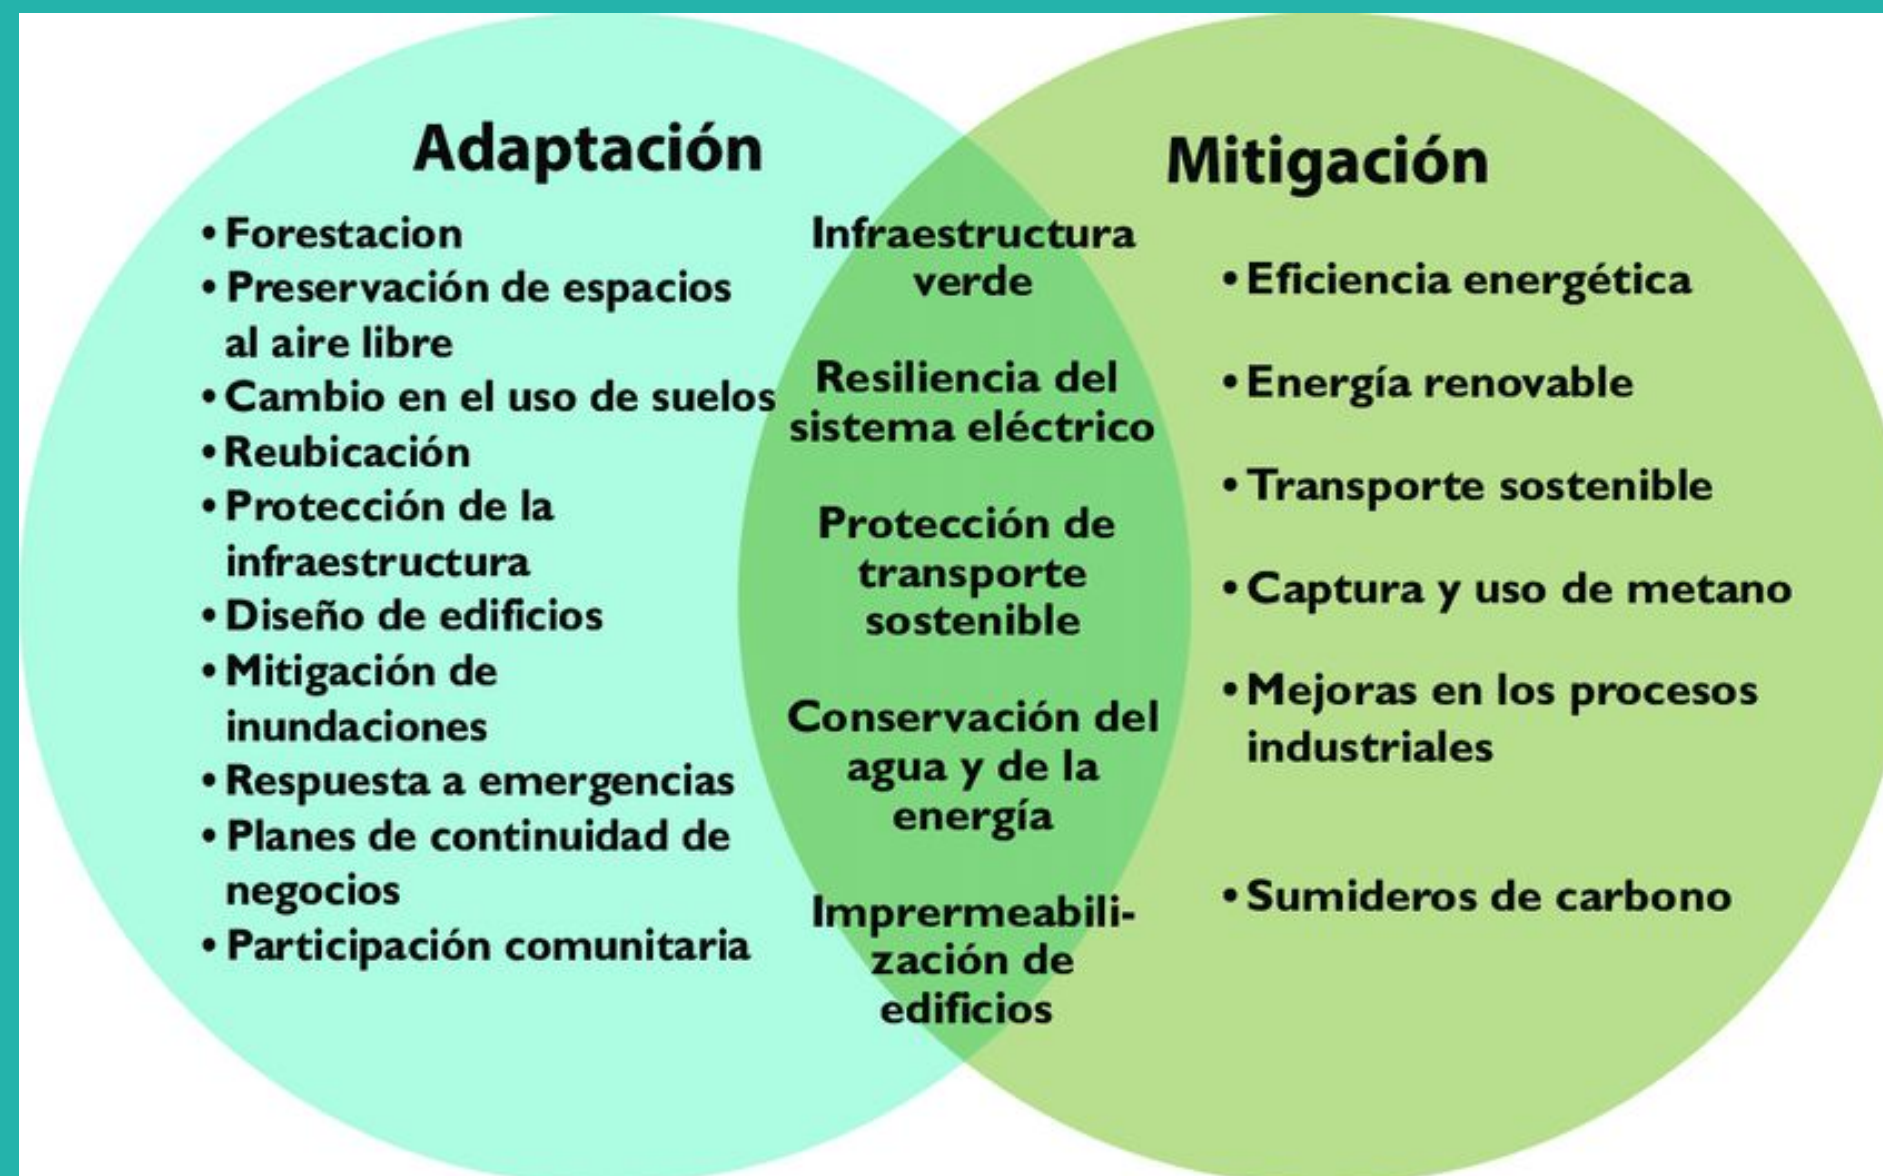 Adaptación
• Forestacion
• Preservación de espacios
al aire libre
• Cambio en el uso de suelos
• Reubicación
• Protección de la
infraestructura
• Diseño de edificios
• Mitigación de
inundaciones
• Respuesta a emergencias
• Planes de continuidad de
negocios
• Participación comunitaria
Infraestructura
verde
Resiliencia del
sistema eléctrico
Protección de
transporte
sostenible
Conservación del
agua y de la
energía
Imprermeabili-
zación de
edificios
Mitigación
• Eficiencia energética
• Energía renovable
• Transporte sostenible
• Captura y uso de metano
• Mejoras en los procesos
industriales
• Sumideros de carbono